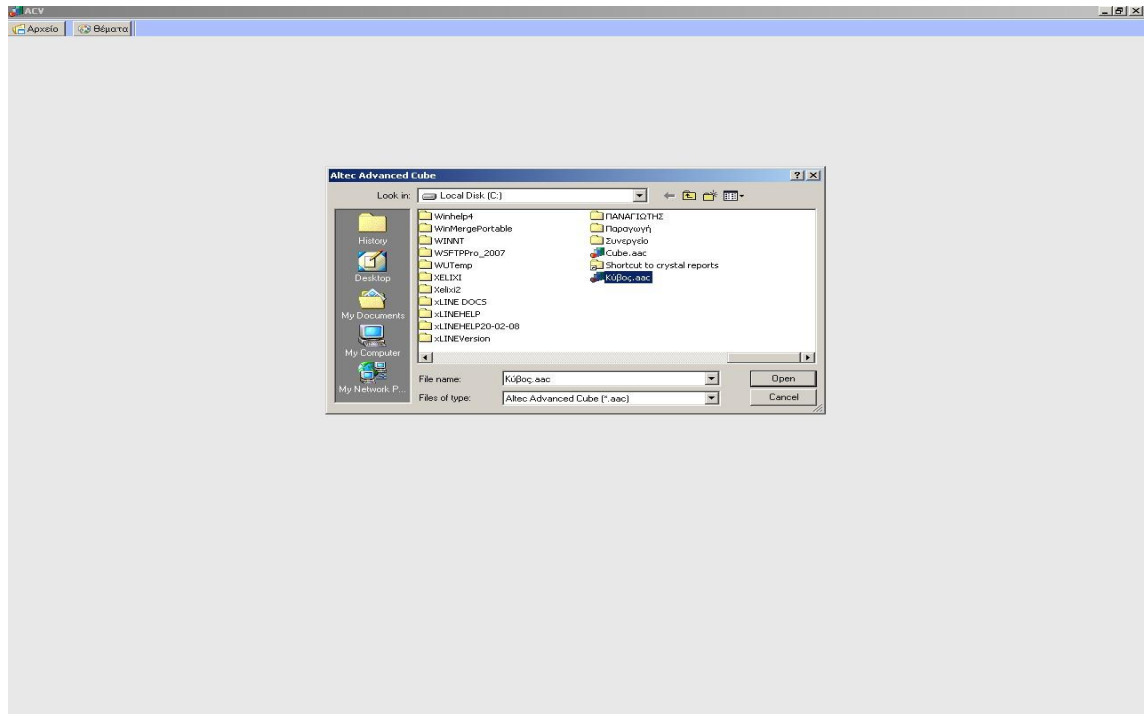 ACV
Αρχείο Θέματα
Altec Advanced Cube
Look in: Local Disk (C:)
History
Desktop
My Documents
My Computer
My Network P...
Winhelp4
WinMergePortable
WINNT
WSFTPPro_2007
WUTemp
XELIXI
Xelixi2
xLINE DOCS
xLINEHELP
xLINEHELP20-02-08
xLINEVersion
ΠΑΝΑΓΙΩΤΗΣ
Παραγωγή
Συνεργείο
Cube.aac
Shortcut to crystal reports
Κύβος.aac
File name: Κύβος.aac Open
Files of type: Altec Advanced Cube (*.aac) Cancel